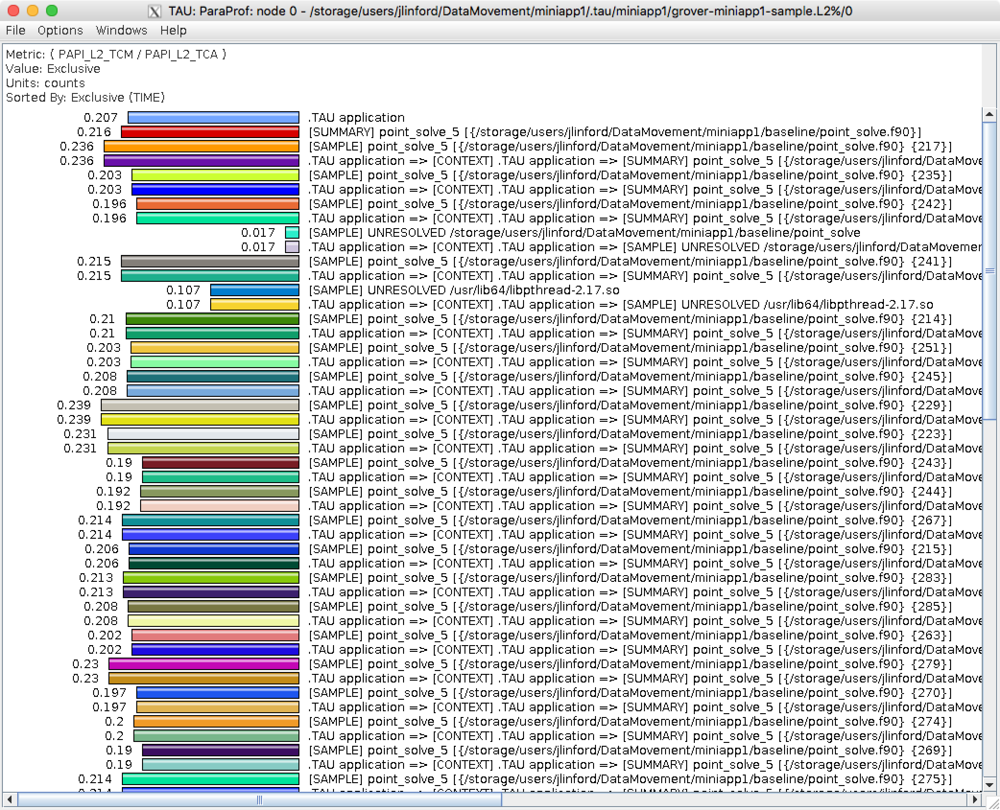 TAU: ParaProf: node 0 - /storage/users/jlinford/DataMovement/miniapp1/.tau/miniapp1/grover-miniapp1-sample.L2%/0
File Options Windows Help
Metric: ( PAPI_L2_TCM / PAPI_L2_TCA )
Value: Exclusive
Units: counts
Sorted By: Exclusive (TIME)
0.207 .TAU application
0.216 [SUMMARY] point_solve_5 [{/storage/users/jlinford/DataMovement/miniapp1/baseline/point_solve.f90}]
0.236 [SAMPLE] point_solve_5 [{/storage/users/jlinford/DataMovement/miniapp1/baseline/point_solve.f90} {217}]
0.236 .TAU application => [CONTEXT] .TAU application => [SUMMARY] point_solve_5 [{/storage/users/jlinford/DataMove
0.203 [SAMPLE] point_solve_5 [{/storage/users/jlinford/DataMovement/miniapp1/baseline/point_solve.f90} {235}]
0.203 .TAU application => [CONTEXT] .TAU application => [SUMMARY] point_solve_5 [{/storage/users/jlinford/DataMove
0.196 [SAMPLE] point_solve_5 [{/storage/users/jlinford/DataMovement/miniapp1/baseline/point_solve.f90} {242}]
0.196 .TAU application => [CONTEXT] .TAU application => [SUMMARY] point_solve_5 [{/storage/users/jlinford/DataMove
0.017 [SAMPLE] UNRESOLVED /storage/users/jlinford/DataMovement/miniapp1/baseline/point_solve
0.017 .TAU application => [CONTEXT] .TAU application => [SAMPLE] UNRESOLVED /storage/users/jlinford/DataMovemer
0.215 [SAMPLE] point_solve_5 [{/storage/users/jlinford/DataMovement/miniapp1/baseline/point_solve.f90} {241}]
0.215 .TAU application => [CONTEXT] .TAU application => [SUMMARY] point_solve_5 [{/storage/users/jlinford/DataMove
0.107 [SAMPLE] UNRESOLVED /usr/lib64/libpthread-2.17.so
0.107 .TAU application => [CONTEXT] .TAU application => [SAMPLE] UNRESOLVED /usr/lib64/libpthread-2.17.so
0.21 [SAMPLE] point_solve_5 [{/storage/users/jlinford/DataMovement/miniapp1/baseline/point_solve.f90} {214}]
0.21 .TAU application => [CONTEXT] .TAU application => [SUMMARY] point_solve_5 [{/storage/users/jlinford/DataMove
0.203 [SAMPLE] point_solve_5 [{/storage/users/jlinford/DataMovement/miniapp1/baseline/point_solve.f90} {251}]
0.203 .TAU application => [CONTEXT] .TAU application => [SUMMARY] point_solve_5 [{/storage/users/jlinford/DataMove
0.208 [SAMPLE] point_solve_5 [{/storage/users/jlinford/DataMovement/miniapp1/baseline/point_solve.f90} {245}]
0.208 .TAU application => [CONTEXT] .TAU application => [SUMMARY] point_solve_5 [{/storage/users/jlinford/DataMove
0.239 [SAMPLE] point_solve_5 [{/storage/users/jlinford/DataMovement/miniapp1/baseline/point_solve.f90} {229}]
0.239 .TAU application => [CONTEXT] .TAU application => [SUMMARY] point_solve_5 [{/storage/users/jlinford/DataMove
0.231 [SAMPLE] point_solve_5 [{/storage/users/jlinford/DataMovement/miniapp1/baseline/point_solve.f90} {223}]
0.231 .TAU application => [CONTEXT] .TAU application => [SUMMARY] point_solve_5 [{/storage/users/jlinford/DataMove
0.19 [SAMPLE] point_solve_5 [{/storage/users/jlinford/DataMovement/miniapp1/baseline/point_solve.f90} {243}]
0.19 .TAU application => [CONTEXT] .TAU application => [SUMMARY] point_solve_5 [{/storage/users/jlinford/DataMove
0.192 [SAMPLE] point_solve_5 [{/storage/users/jlinford/DataMovement/miniapp1/baseline/point_solve.f90} {244}]
0.192 .TAU application => [CONTEXT] .TAU application => [SUMMARY] point_solve_5 [{/storage/users/jlinford/DataMove
0.214 [SAMPLE] point_solve_5 [{/storage/users/jlinford/DataMovement/miniapp1/baseline/point_solve.f90} {267}]
0.214 .TAU application => [CONTEXT] .TAU application => [SUMMARY] point_solve_5 [{/storage/users/jlinford/DataMove
0.206 [SAMPLE] point_solve_5 [{/storage/users/jlinford/DataMovement/miniapp1/baseline/point_solve.f90} {215}]
0.206 .TAU application => [CONTEXT] .TAU application => [SUMMARY] point_solve_5 [{/storage/users/jlinford/DataMove
0.213 [SAMPLE] point_solve_5 [{/storage/users/jlinford/DataMovement/miniapp1/baseline/point_solve.f90} {283}]
0.213 .TAU application => [CONTEXT] .TAU application => [SUMMARY] point_solve_5 [{/storage/users/jlinford/DataMove
0.208 [SAMPLE] point_solve_5 [{/storage/users/jlinford/DataMovement/miniapp1/baseline/point_solve.f90} {285}]
0.208 .TAU application => [CONTEXT] .TAU application => [SUMMARY] point_solve_5 [{/storage/users/jlinford/DataMove
0.202 [SAMPLE] point_solve_5 [{/storage/users/jlinford/DataMovement/miniapp1/baseline/point_solve.f90} {263}]
0.202 .TAU application => [CONTEXT] .TAU application => [SUMMARY] point_solve_5 [{/storage/users/jlinford/DataMove
0.23 [SAMPLE] point_solve_5 [{/storage/users/jlinford/DataMovement/miniapp1/baseline/point_solve.f90} {279}]
0.23 .TAU application => [CONTEXT] .TAU application => [SUMMARY] point_solve_5 [{/storage/users/jlinford/DataMove
0.197 [SAMPLE] point_solve_5 [{/storage/users/jlinford/DataMovement/miniapp1/baseline/point_solve.f90} {270}]
0.197 .TAU application => [CONTEXT] .TAU application => [SUMMARY] point_solve_5 [{/storage/users/jlinford/DataMove
0.2 [SAMPLE] point_solve_5 [{/storage/users/jlinford/DataMovement/miniapp1/baseline/point_solve.f90} {274}]
0.2 .TAU application => [CONTEXT] .TAU application => [SUMMARY] point_solve_5 [{/storage/users/jlinford/DataMove
0.19 [SAMPLE] point_solve_5 [{/storage/users/jlinford/DataMovement/miniapp1/baseline/point_solve.f90} {269}]
0.19 .TAU application => [CONTEXT] .TAU application => [SUMMARY] point_solve_5 [{/storage/users/jlinford/DataMove
0.214 [SAMPLE] point_solve_5 [{/storage/users/jlinford/DataMovement/miniapp1/baseline/point_solve.f90} {275}]
0.214 .TAU application => [CONTEXT] .TAU application => [SUMMARY] point_solve_5 [{/storage/users/jlinford/DataMove